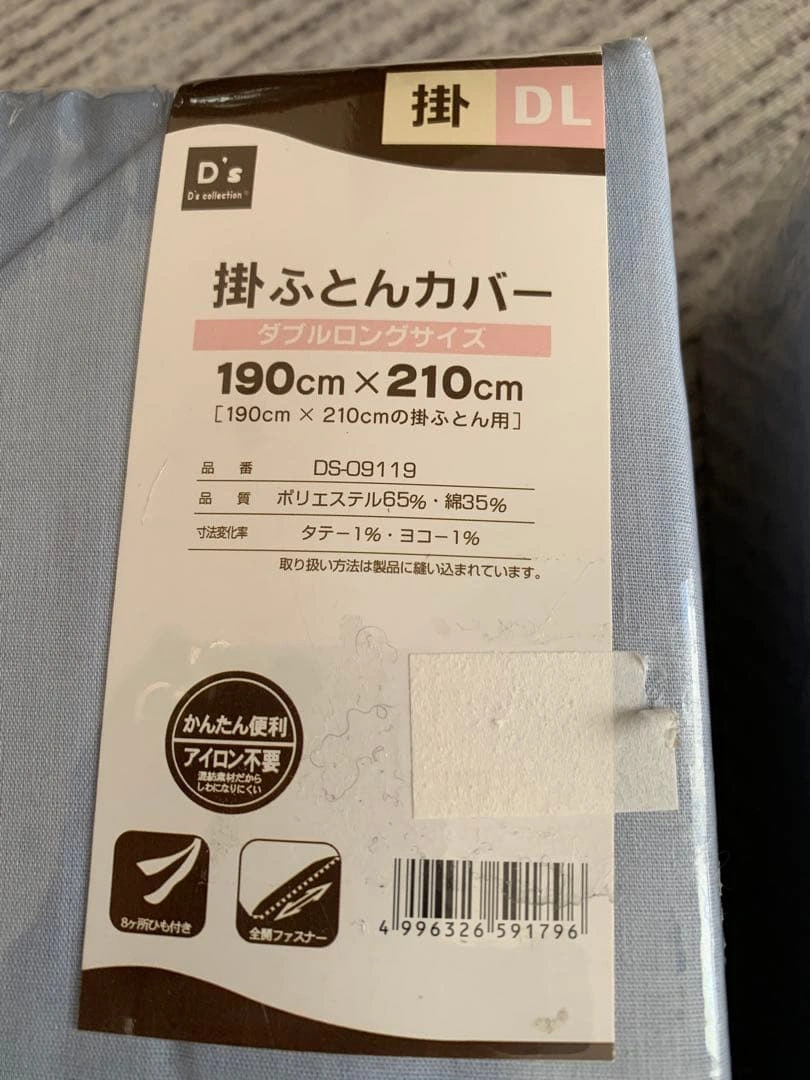 掛 DL
D's
D's collection®
掛ふとんカバー
ダブルロングサイズ
190cm×210cm
[190cm × 210cmの掛ふとん用]
品番 DS-09119
品質 ポリエステル65%・綿35%
寸法変化率 タテ−1%・ヨコ−1%
取り扱い方法は製品に縫い込まれています。
かんたん便利
アイロン不要
混紡素材だから
しわになりにくい
8ヶ所ひも付き
全開ファスナー
4 996326 591796